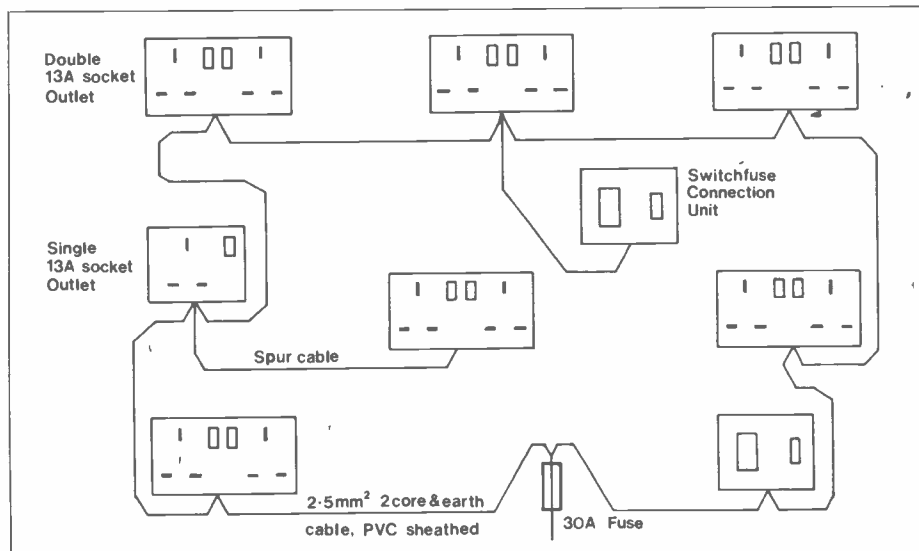 Double
13A socket
Outlet
Switchfuse
Connection
Unit
Single
13A socket
Outlet
Spur cable
2·5mm² 2core & earth
cable, PVC sheathed
30A Fuse